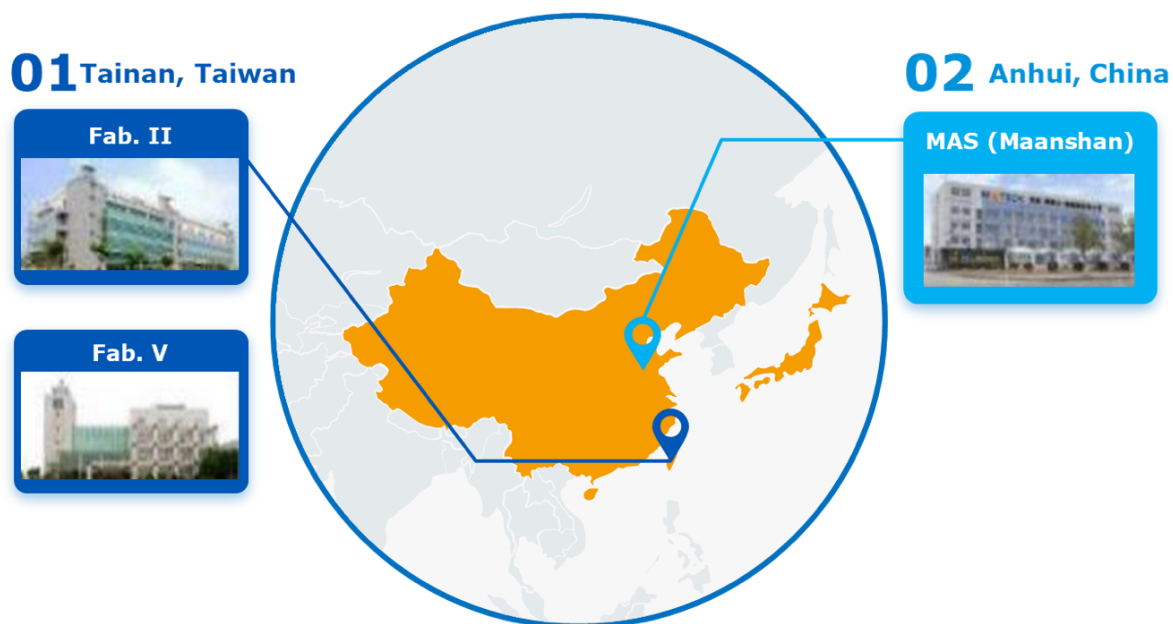 01 Tainan, Taiwan
Fab. II
Fab. V
02 Anhui, China
MAS (Maanshan)